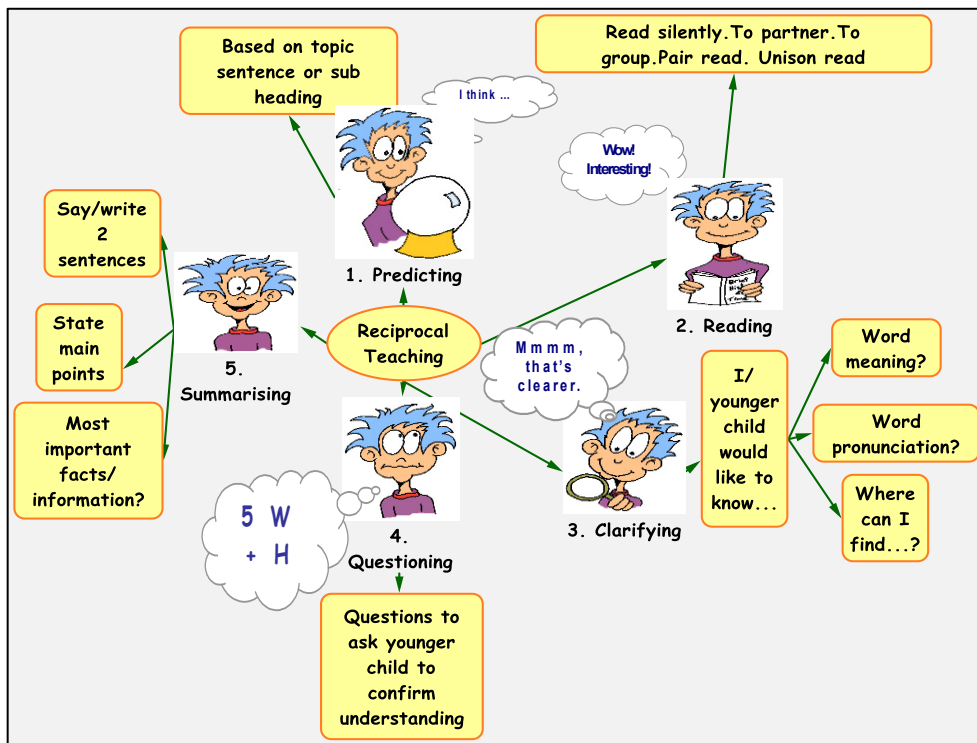 Based on topic
sentence or sub
heading
I think ...
1. Predicting
Read silently.To partner.To
group.Pair read. Unison read
Wow!
Interesting!
2. Reading
Reciprocal
Teaching
Mmmm,
that's
clearer.
3. Clarifying
I/
younger
child
would
like to
know...
Word
meaning?
Word
pronunciation?
Where
can I
find...?
4.
Questioning
5 W
+ H
Questions to
ask younger
child to
confirm
understanding
5.
Summarising
Say/write
2
sentences
State
main
points
Most
important
facts/
information?